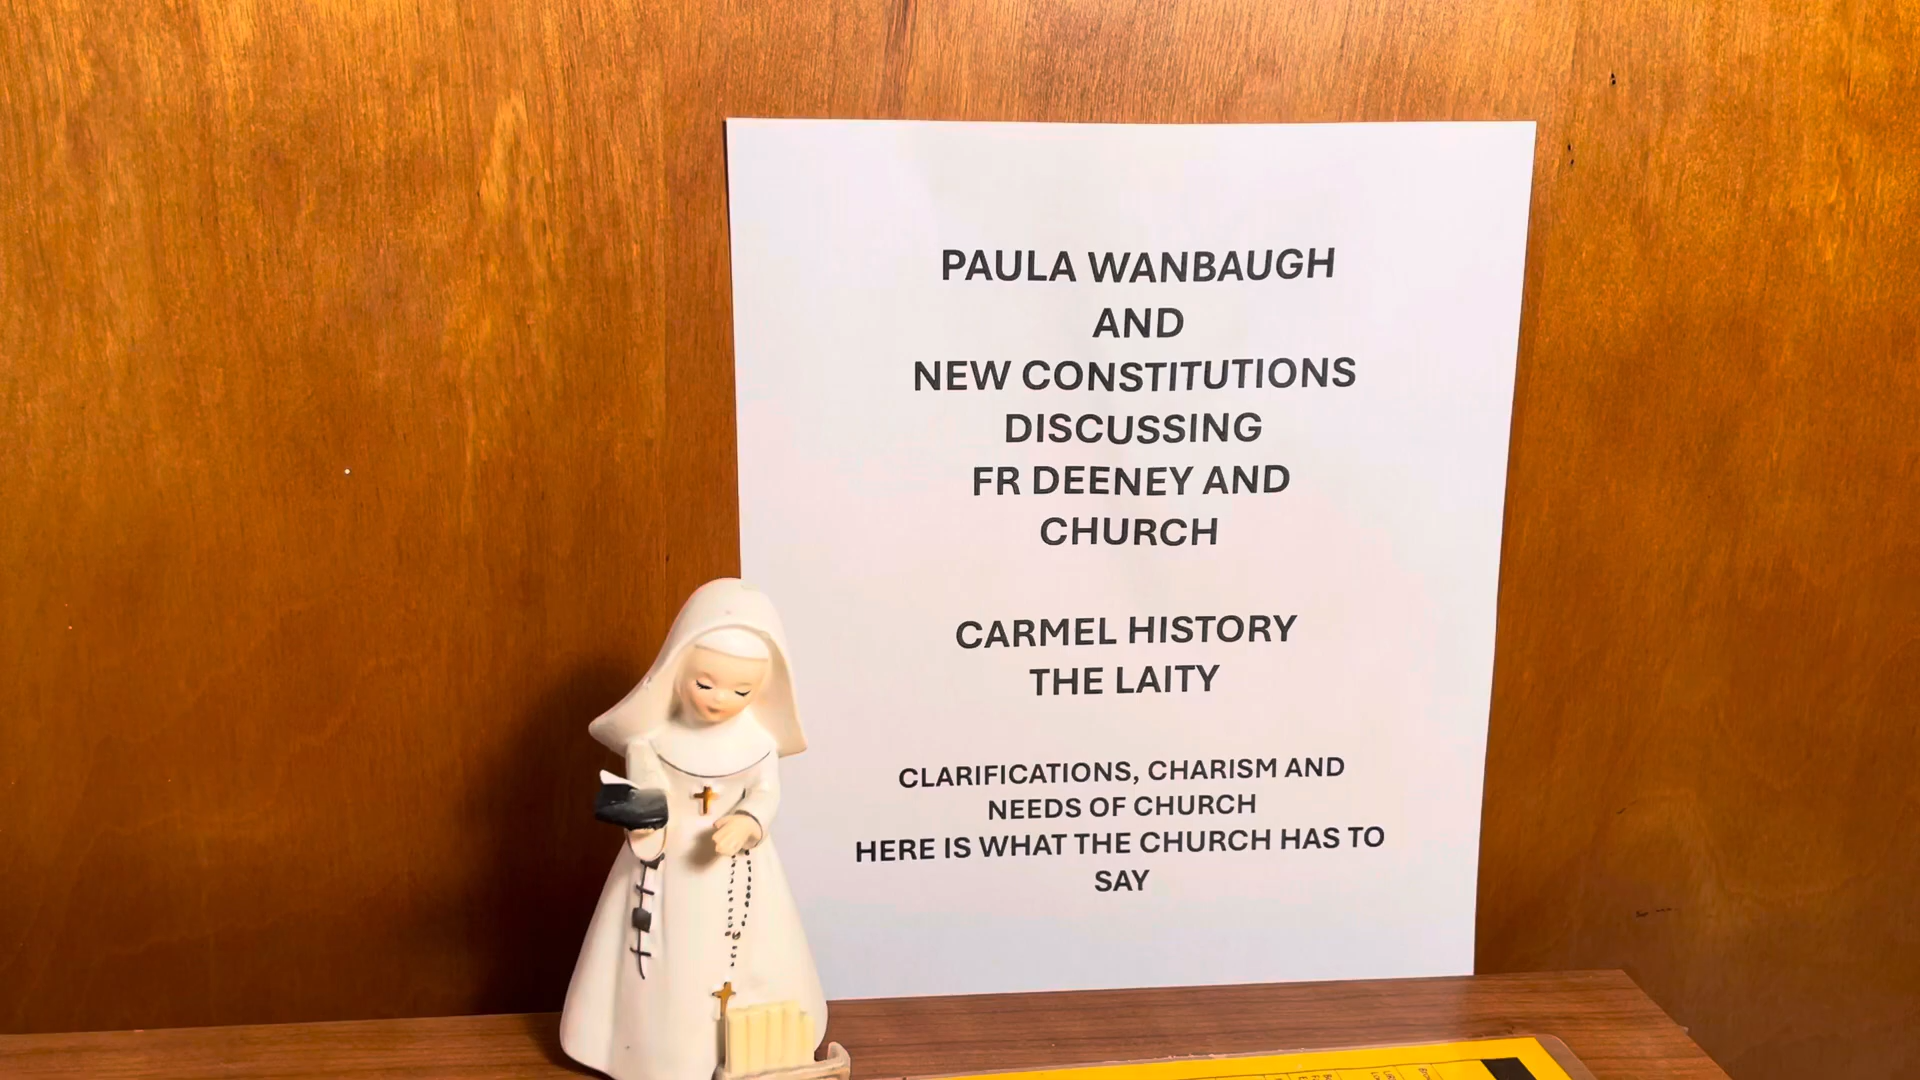 PAULA WANBAUGH
AND
NEW CONSTITUTIONS
DISCUSSING
FR DEENEY AND
CHURCH
CARMEL HISTORY
THE LAITY
CLARIFICATIONS, CHARISM AND
NEEDS OF CHURCH
HERE IS WHAT THE CHURCH HAS TO
SAY